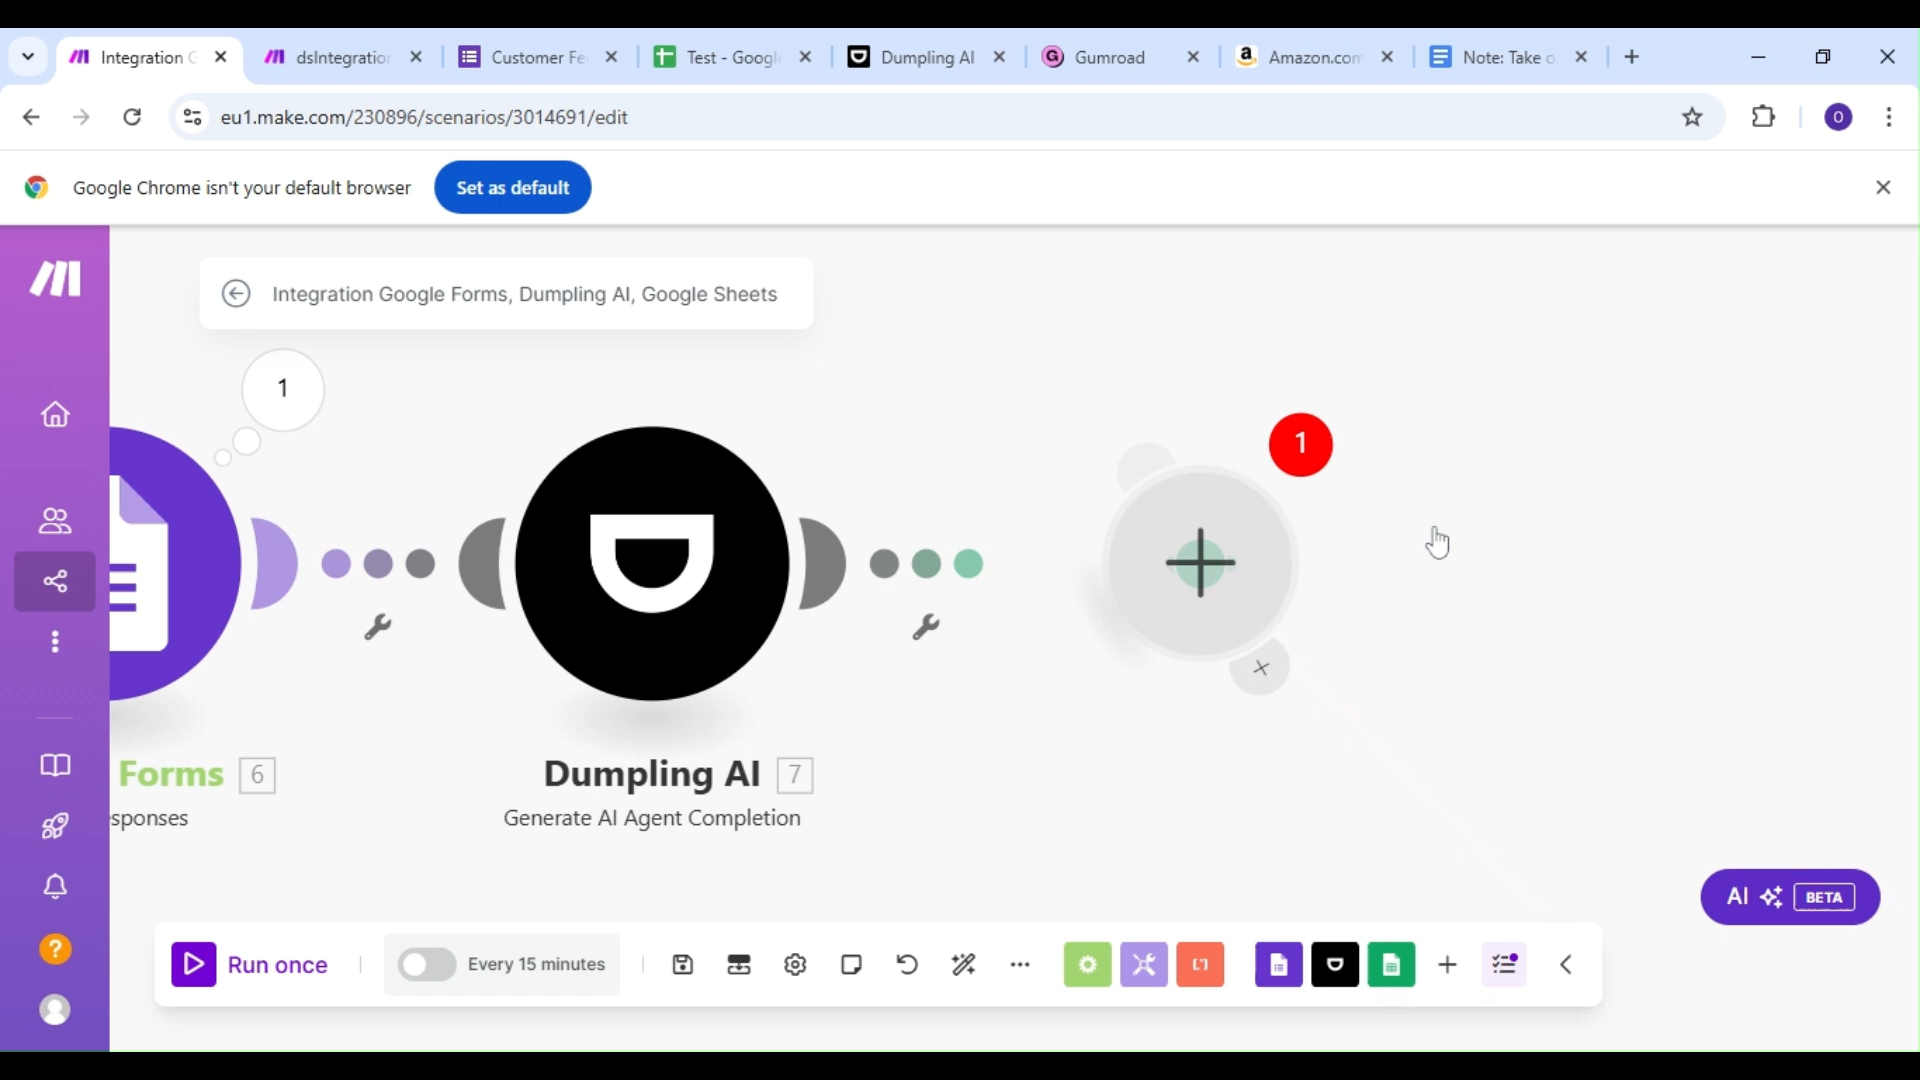 Integration G
dsIntegration
Customer Fe
Test - Googl
Dumpling AI
Gumroad
Amazon.com
Note: Take o
eu1.make.com/230896/scenarios/3014691/edit
O
Google Chrome isn't your default browser
Set as default
Integration Google Forms, Dumpling AI, Google Sheets
1
1
Forms 6
sponses
Dumpling AI 7
Generate AI Agent Completion
AI BETA
?
Run once
Every 15 minutes